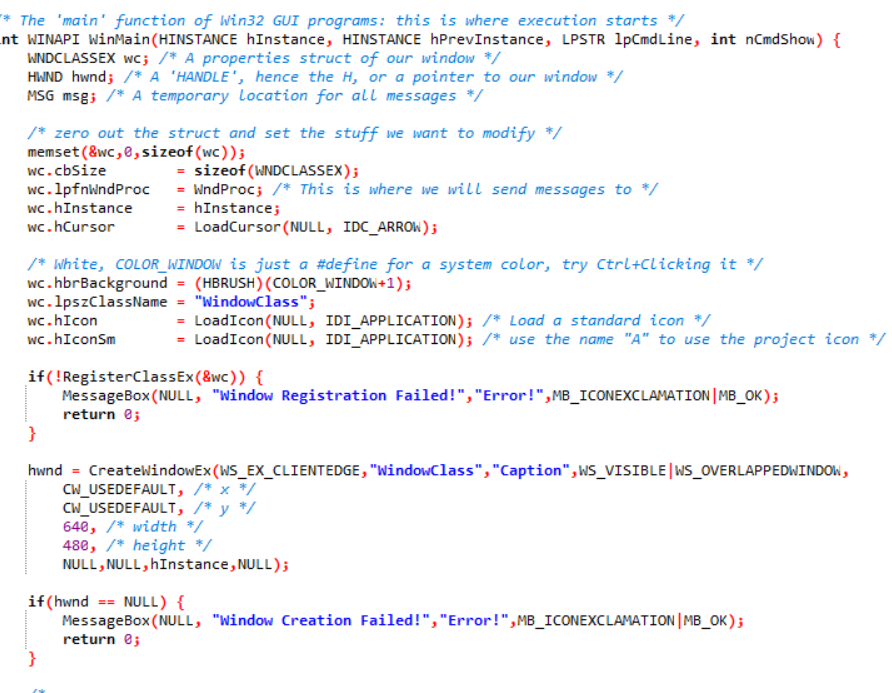 /* The 'main' function of Win32 GUI programs: this is where execution starts */
int WINAPI WinMain(HINSTANCE hInstance, HINSTANCE hPrevInstance, LPSTR lpCmdLine, int nCmdShow) {
    WNDCLASSEX wc; /* A properties struct of our window */
    HWND hwnd; /* A 'HANDLE', hence the H, or a pointer to our window */
    MSG msg; /* A temporary location for all messages */

    /* zero out the struct and set the stuff we want to modify */
    memset(&wc,0,sizeof(wc));
    wc.cbSize        = sizeof(WNDCLASSEX);
    wc.lpfnWndProc   = WndProc; /* This is where we will send messages to */
    wc.hInstance     = hInstance;
    wc.hCursor       = LoadCursor(NULL, IDC_ARROW);

    /* White, COLOR_WINDOW is just a #define for a system color, try Ctrl+Clicking it */
    wc.hbrBackground = (HBRUSH)(COLOR_WINDOW+1);
    wc.lpszClassName = "WindowClass";
    wc.hIcon         = LoadIcon(NULL, IDI_APPLICATION); /* Load a standard icon */
    wc.hIconSm       = LoadIcon(NULL, IDI_APPLICATION); /* use the name "A" to use the project icon */

    if(!RegisterClassEx(&wc)) {
        MessageBox(NULL, "Window Registration Failed!","Error!",MB_ICONEXCLAMATION|MB_OK);
        return 0;
    }

    hwnd = CreateWindowEx(WS_EX_CLIENTEDGE,"WindowClass","Caption",WS_VISIBLE|WS_OVERLAPPEDWINDOW,
        CW_USEDEFAULT, /* x */
        CW_USEDEFAULT, /* y */
        640, /* width */
        480, /* height */
        NULL,NULL,hInstance,NULL);

    if(hwnd == NULL) {
        MessageBox(NULL, "Window Creation Failed!","Error!",MB_ICONEXCLAMATION|MB_OK);
        return 0;
    }

    /*